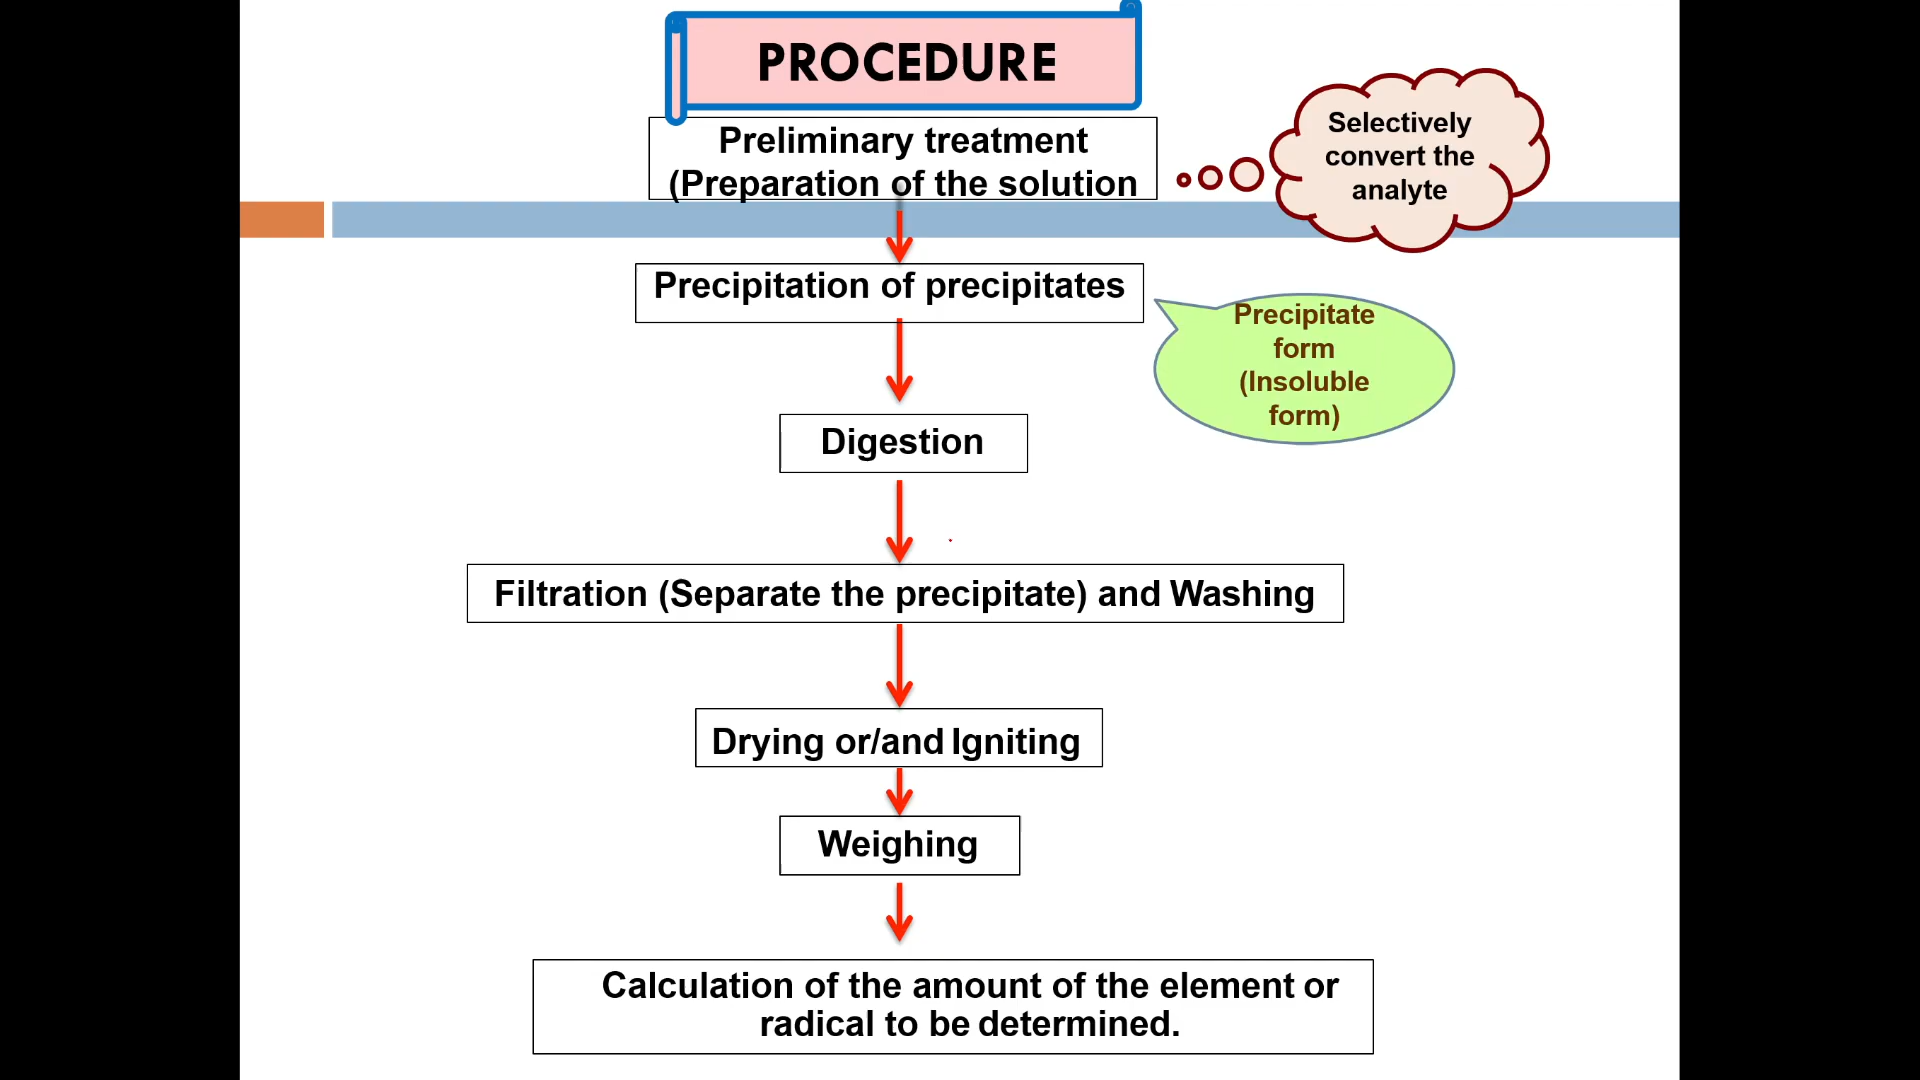 PROCEDURE
Preliminary treatment
(Preparation of the solution
Selectively
convert the
analyte
Precipitation of precipitates
Precipitate
form
(Insoluble
form)
Digestion
Filtration (Separate the precipitate) and Washing
Drying or/and Igniting
Weighing
Calculation of the amount of the element or
radical to be determined.